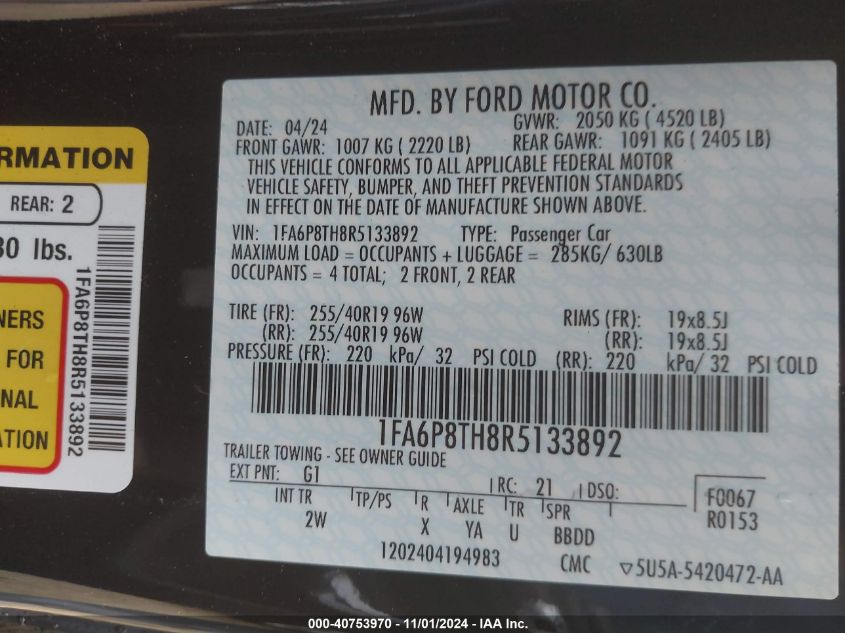 RMATION
REAR: 2
30 lbs.
NERS
FOR
NAL
ATION
1FA6P8TH8R5133892
MFD. BY FORD MOTOR CO.
DATE: 04/24 GVWR: 2050 KG ( 4520 LB)
FRONT GAWR: 1007 KG ( 2220 LB) REAR GAWR: 1091 KG ( 2405 LB)
THIS VEHICLE CONFORMS TO ALL APPLICABLE FEDERAL MOTOR
VEHICLE SAFETY, BUMPER, AND THEFT PREVENTION STANDARDS
IN EFFECT ON THE DATE OF MANUFACTURE SHOWN ABOVE.
VIN: 1FA6P8TH8R5133892 TYPE: Passenger Car
MAXIMUM LOAD = OCCUPANTS + LUGGAGE = 285KG/ 630LB
OCCUPANTS = 4 TOTAL; 2 FRONT, 2 REAR
TIRE (FR): 255/40R19 96W RIMS (FR): 19x8.5J
(RR): 255/40R19 96W (RR): 19x8.5J
PRESSURE (FR): 220 kPa/ 32 PSI COLD (RR): 220 kPa/ 32 PSI COLD
1FA6P8TH8R5133892
TRAILER TOWING - SEE OWNER GUIDE
EXT PNT: G1 RC: 21 DSO: F0067
INT TR TP/PS R AXLE TR SPR R0153
2W X YA U BBDD
1202404194983 CMC ▽5U5A-5420472-AA
000-40753970 - 11/01/2024 - IAA Inc.